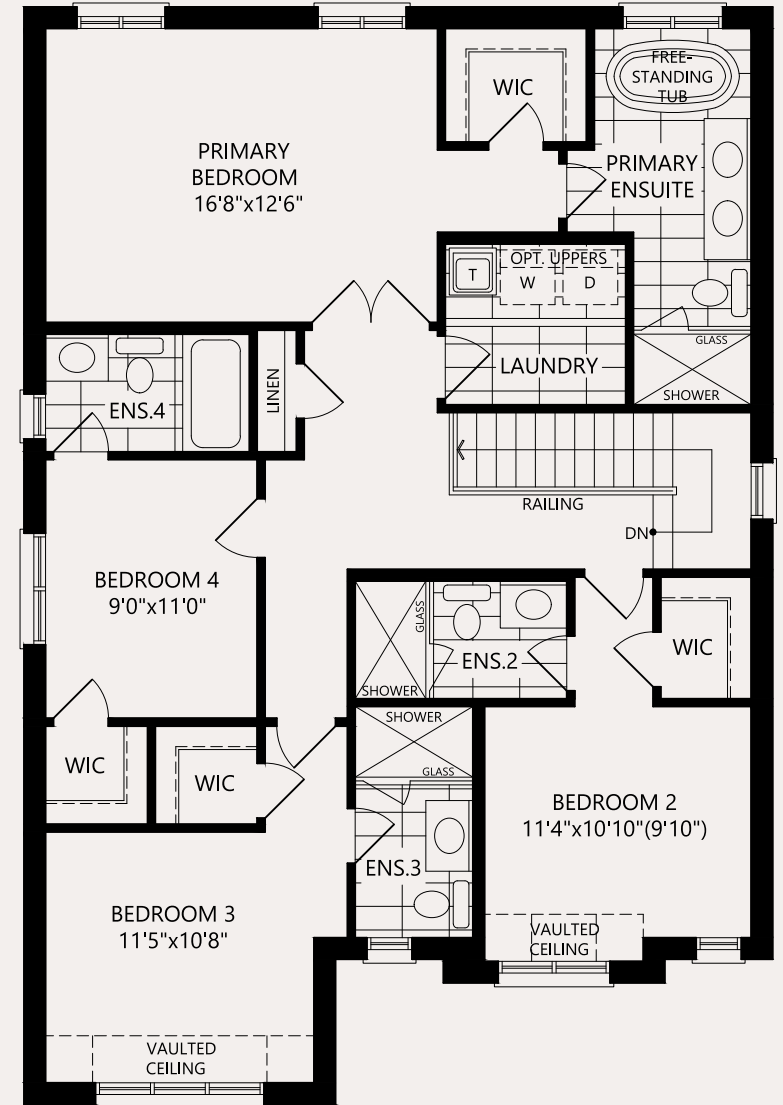 FREE-
STANDING
TUB
WIC
PRIMARY
BEDROOM
16'8"x12'6"
PRIMARY
ENSUITE
OPT. UPPERS
T
W
D
LAUNDRY
GLASS
SHOWER
LINEN
ENS.4
RAILING
DN
BEDROOM 4
9'0"x11'0"
GLASS
ENS.2
SHOWER
WIC
SHOWER
GLASS
WIC
WIC
BEDROOM 2
11'4"x10'10"(9'10")
ENS.3
BEDROOM 3
11'5"x10'8"
VAULTED
CEILING
VAULTED
CEILING